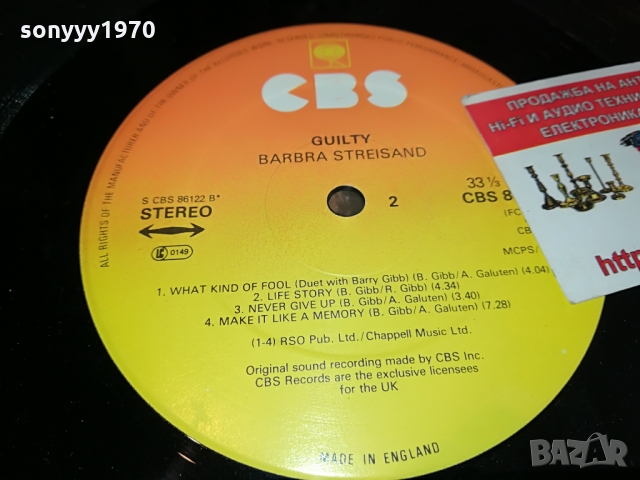 sonyyy1970
CBS
GUILTY
BARBRA STREISAND
S CBS 86122 B*
STEREO
LC 0149
2
33⅓
CBS 8
(FC
CB
MCPS/
1. WHAT KIND OF FOOL (Duet with Barry Gibb) (B. Gibb/A. Galuten) (4.04)
2. LIFE STORY (B. Gibb/R. Gibb) (4.34)
3. NEVER GIVE UP (B. Gibb/A. Galuten) (3.40)
4. MAKE IT LIKE A MEMORY (B. Gibb/A. Galuten) (7.28)
(1-4) RSO Pub. Ltd./Chappell Music Ltd.
Original sound recording made by CBS Inc.
CBS Records are the exclusive licensees
for the UK
MADE IN ENGLAND
ALL RIGHTS OF THE MANUFACTURER AND OF THE OWNER OF THE RECORDED WORK
ПРОДАЖБА НА АНТ
Hi-Fi И АУДИО ТЕХНИ
ЕЛЕКТРОНИКА
http
BAZAR